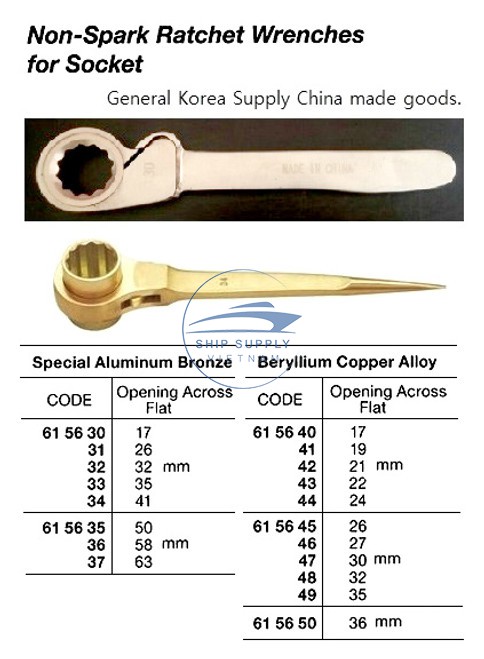 Non-Spark Ratchet Wrenches
for Socket
General Korea Supply China made goods.
30
MADE IN CHINA
34
SHIP SUPPLY
VIETNAM
Special Aluminum Bronze
CODE Opening Across
Flat
61 56 30 17
31 26
32 32 mm
33 35
34 41
61 56 35 50
36 58 mm
37 63
Beryllium Copper Alloy
CODE Opening Across
Flat
61 56 40 17
41 19
42 21 mm
43 22
44 24
61 56 45 26
46 27
47 30 mm
48 32
49 35
61 56 50 36 mm